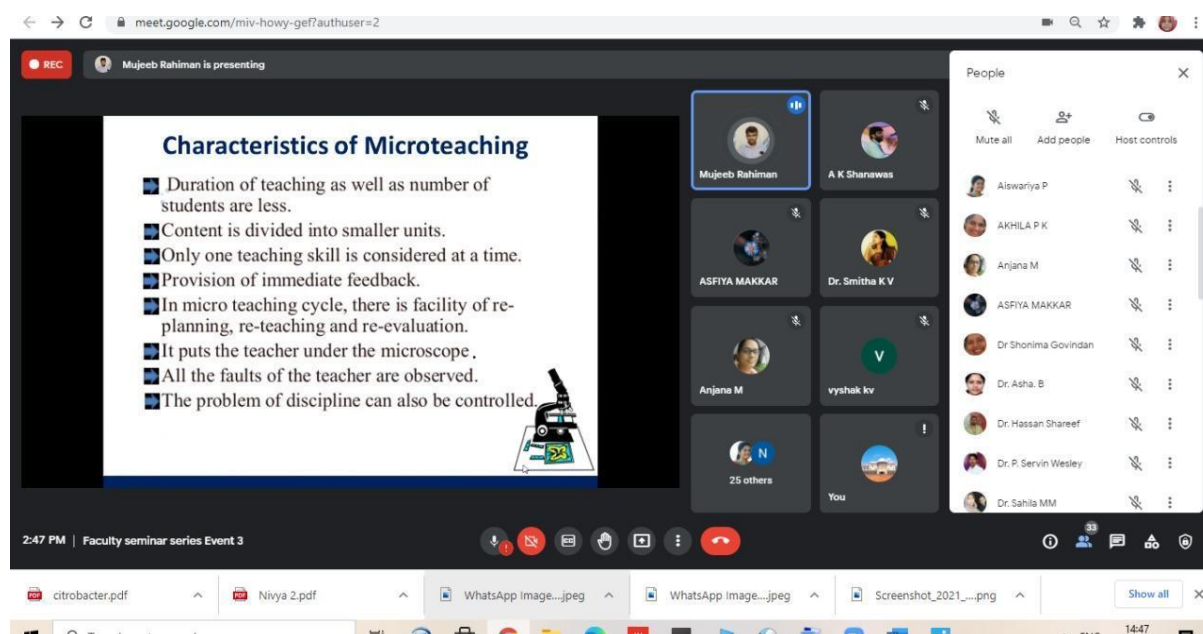 meet.google.com/miv-howy-gef?authuser=2
REC
Mujeeb Rahiman is presenting
Characteristics of Microteaching
Duration of teaching as well as number of
students are less.
Content is divided into smaller units.
Only one teaching skill is considered at a time.
Provision of immediate feedback.
In micro teaching cycle, there is facility of re-
planning, re-teaching and re-evaluation.
It puts the teacher under the microscope .
All the faults of the teacher are observed.
The problem of discipline can also be controlled.
Mujeeb Rahiman
A K Shanawas
ASFIYA MAKKAR
Dr. Smitha K V
Anjana M
V
vyshak kv
N
25 others
You
People
Mute all
Add people
Host controls
Aiswariya P
AKHILA P K
Anjana M
ASFIYA MAKKAR
Dr Shonima Govindan
Dr. Asha. B
Dr. Hassan Shareef
Dr. P. Servin Wesley
Dr. Sahila MM
2:47 PM | Faculty seminar series Event 3
33
citrobacter.pdf
Nivya 2.pdf
WhatsApp Image....jpeg
WhatsApp Image....jpeg
Screenshot_2021_....png
Show all
14:47